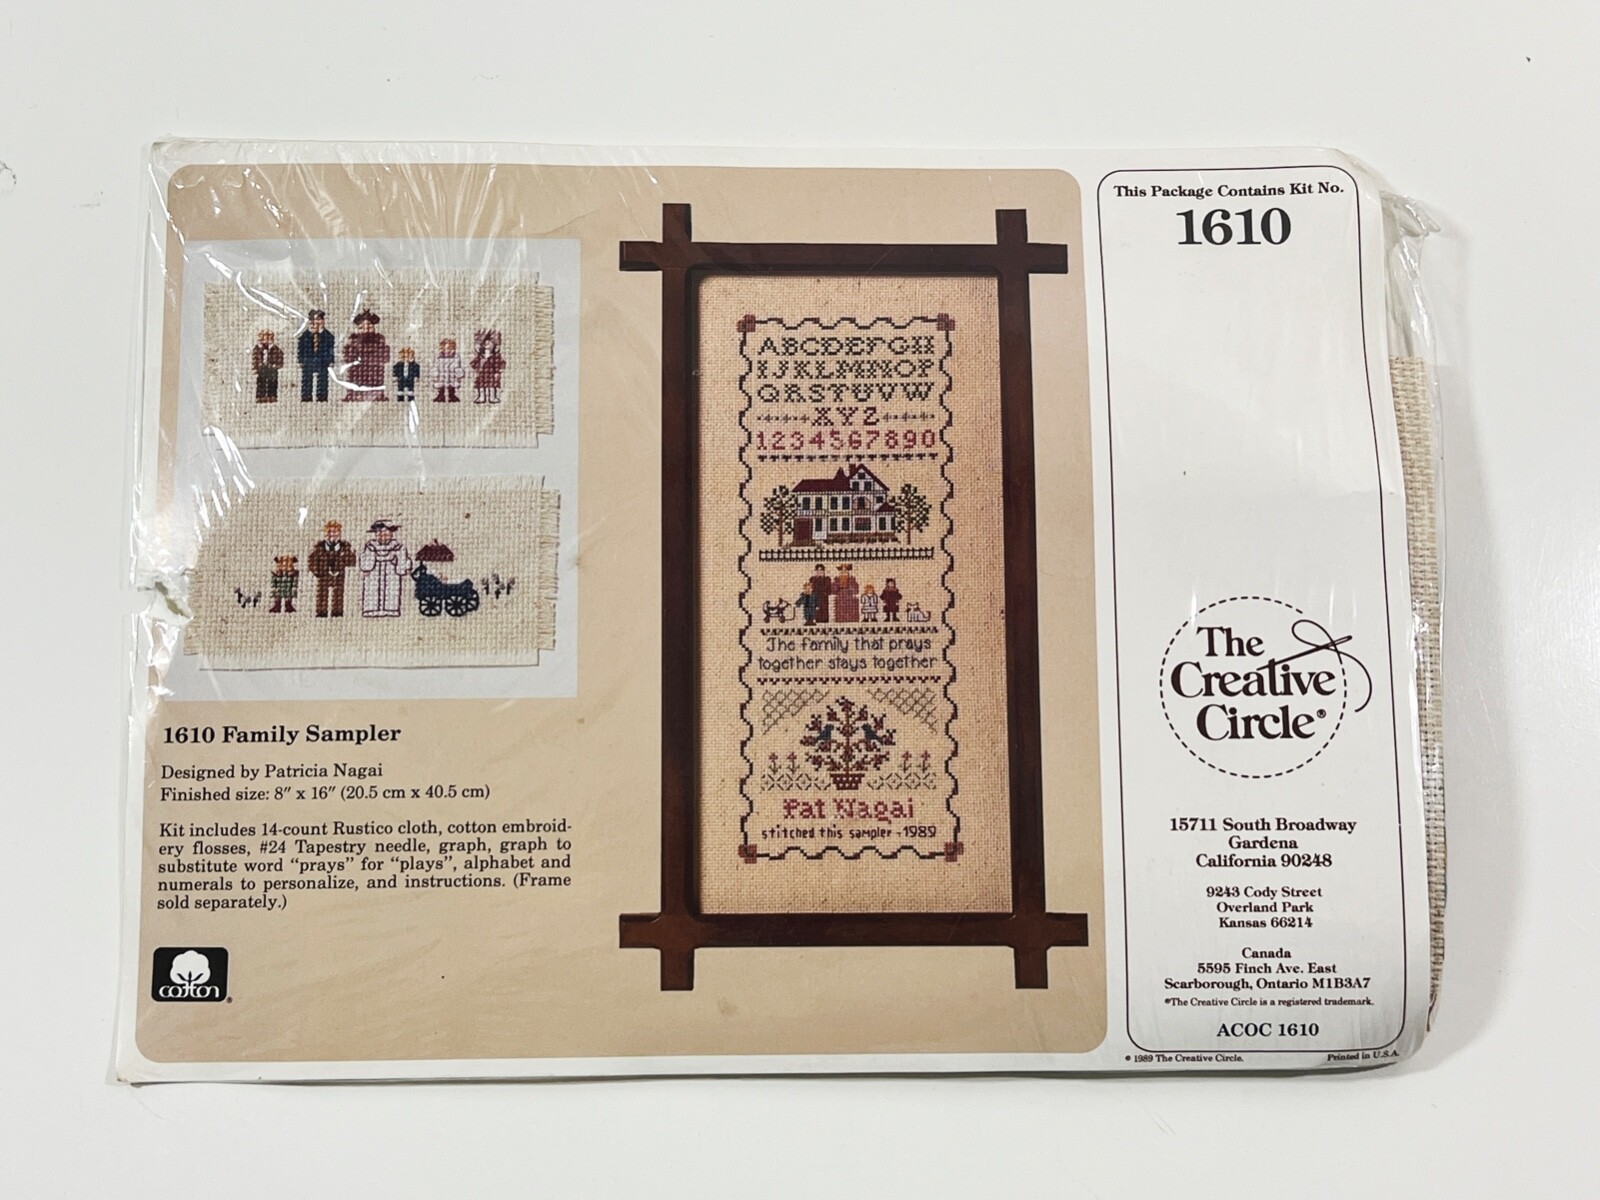 1610 Family Sampler
Designed by Patricia Nagai
Finished size: 8″ x 16″ (20.5 cm x 40.5 cm)
Kit includes 14-count Rustico cloth, cotton embroid-
ery flosses, #24 Tapestry needle, graph, graph to
substitute word “prays” for “plays”, alphabet and
numerals to personalize, and instructions. (Frame
sold separately.)
cotton®
ABCDEFGH
IJKLMNOP
QRSTUVW
XYZ
1234567890
The family that prays
together stays together
Pat Nagai
stitched this sampler - 1989
This Package Contains Kit No.
1610
The
Creative
Circle®
15711 South Broadway
Gardena
California 90248
9243 Cody Street
Overland Park
Kansas 66214
Canada
5595 Finch Ave. East
Scarborough, Ontario M1B3A7
®The Creative Circle is a registered trademark.
ACOC 1610
© 1989 The Creative Circle.
Printed in U.S.A.